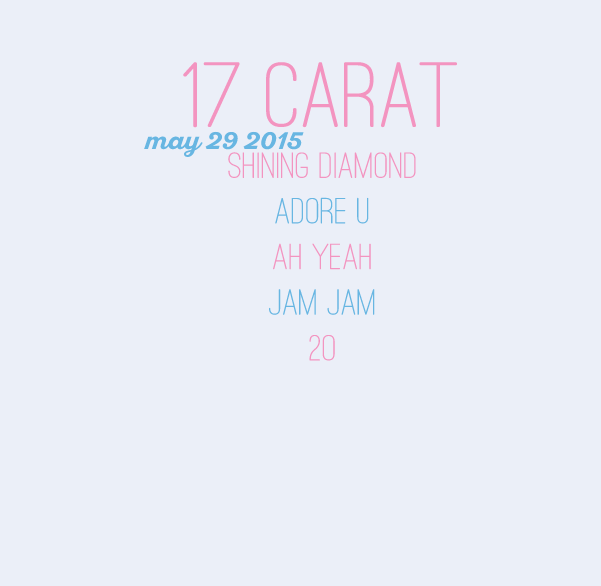 17 CARAT
may 29 2015
SHINING DIAMOND
ADORE U
AH YEAH
JAM JAM
20